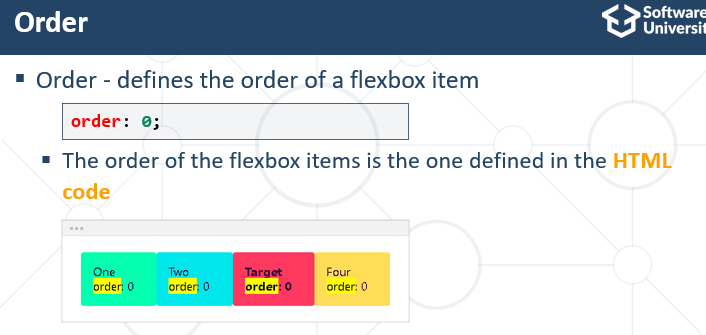 Order
Software
Universit
▪ Order - defines the order of a flexbox item
order: 0;
▪ The order of the flexbox items is the one defined in the HTML
code
One Two Target Four
order: 0 order: 0 order: 0 order: 0